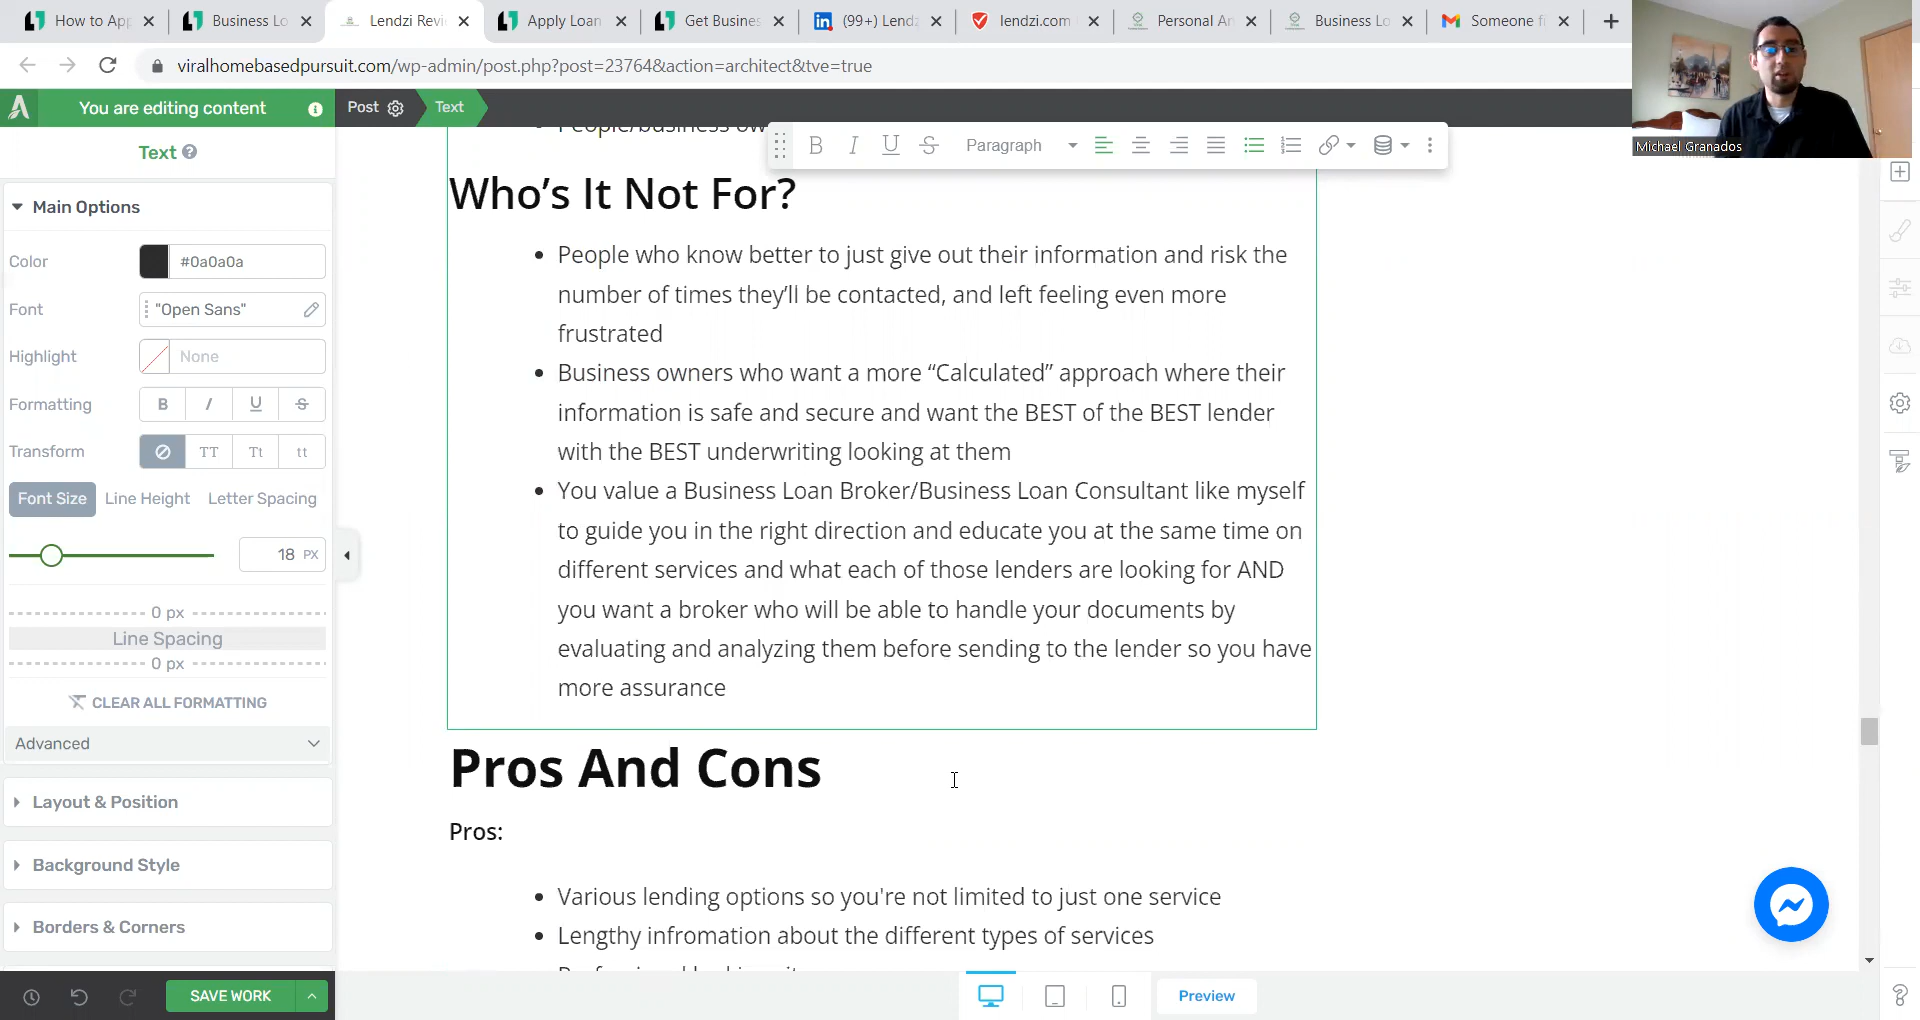 How to App
Business Lo
Lendzi Revi
Apply Loan
Get Busines
(99+) Lendz
lendzi.com
Personal An
Business Lo
Someone fi
viralhomebasedpursuit.com/wp-admin/post.php?post=23764&action=architect&tve=true
You are editing content
Post
Text
Text
Main Options
Color
#0a0a0a
Font
"Open Sans"
Highlight
None
Formatting
B I U S
Transform
TT Tt tt
Font Size
Line Height
Letter Spacing
18 PX
0 px
Line Spacing
0 px
CLEAR ALL FORMATTING
Advanced
Layout & Position
Background Style
Borders & Corners
SAVE WORK
People/business ow
B I U S Paragraph
Who’s It Not For?
People who know better to just give out their information and risk the
number of times they’ll be contacted, and left feeling even more
frustrated
Business owners who want a more “Calculated” approach where their
information is safe and secure and want the BEST of the BEST lender
with the BEST underwriting looking at them
You value a Business Loan Broker/Business Loan Consultant like myself
to guide you in the right direction and educate you at the same time on
different services and what each of those lenders are looking for AND
you want a broker who will be able to handle your documents by
evaluating and analyzing them before sending to the lender so you have
more assurance
Pros And Cons
Pros:
Various lending options so you're not limited to just one service
Lengthy infromation about the different types of services
Preview
Michael Granados